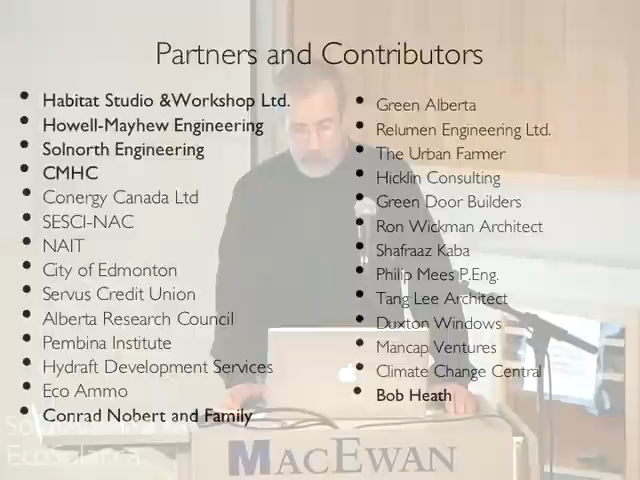 Partners and Contributors
Habitat Studio &Workshop Ltd.
Howell-Mayhew Engineering
Solnorth Engineering
CMHC
Conergy Canada Ltd
SESCI-NAC
NAIT
City of Edmonton
Servus Credit Union
Alberta Research Council
Pembina Institute
Hydraft Development Services
Eco Ammo
Conrad Nobert and Family
Green Alberta
Relumen Engineering Ltd.
The Urban Farmer
Hicklin Consulting
Green Door Builders
Ron Wickman Architect
Shafraaz Kaba
Philip Mees P.Eng.
Tang Lee Architect
Duxton Windows
Mancap Ventures
Climate Change Central
Bob Heath
EcoSolar.ca
MACEWAN